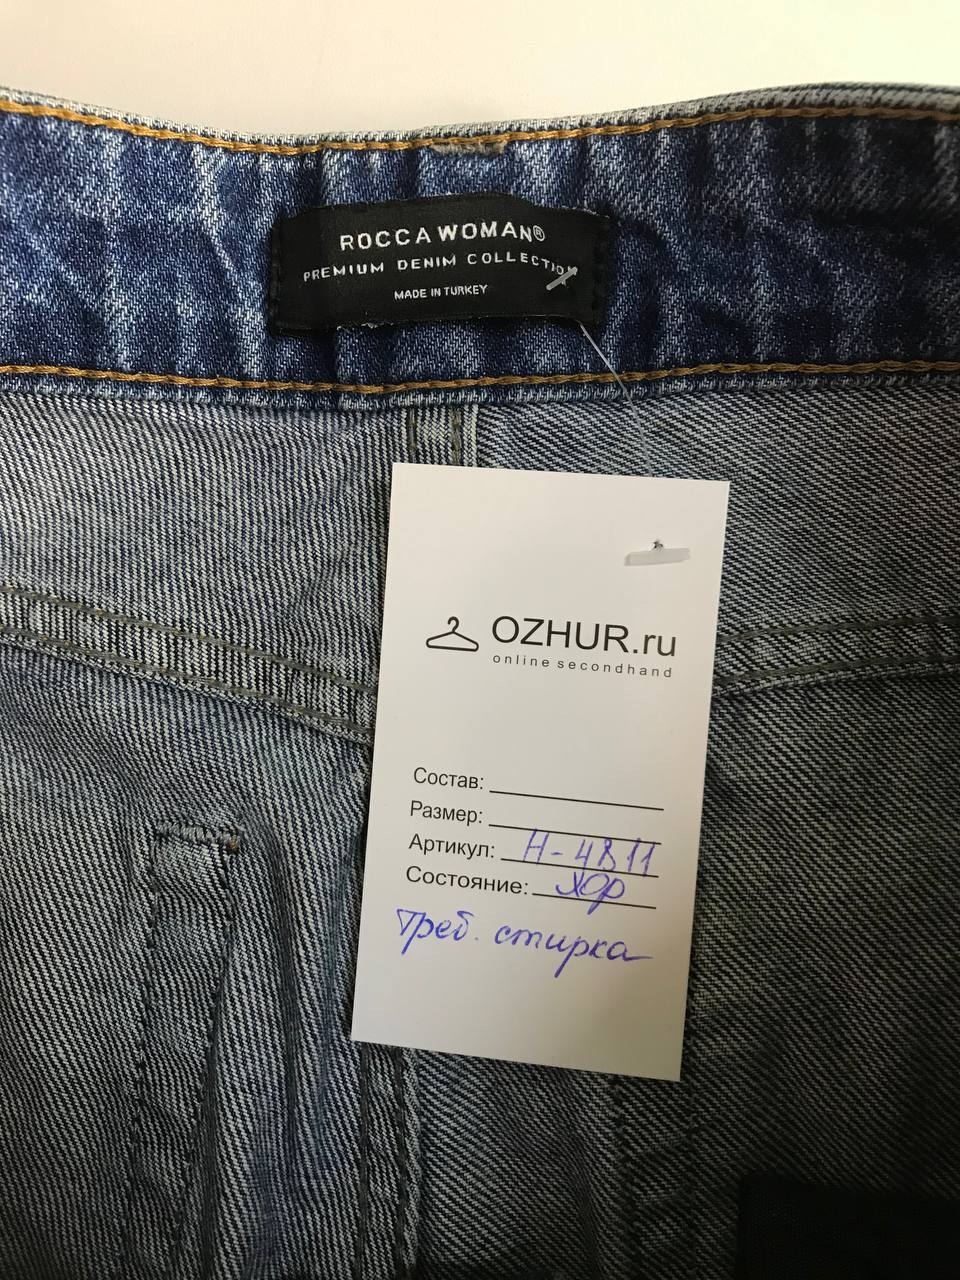 ROCCA WOMAN®
PREMIUM DENIM COLLECTION
MADE IN TURKEY
OZHUR.ru
online secondhand
Состав:
Размер:
Артикул: Н-4811
Состояние: хор
Треб. стирка